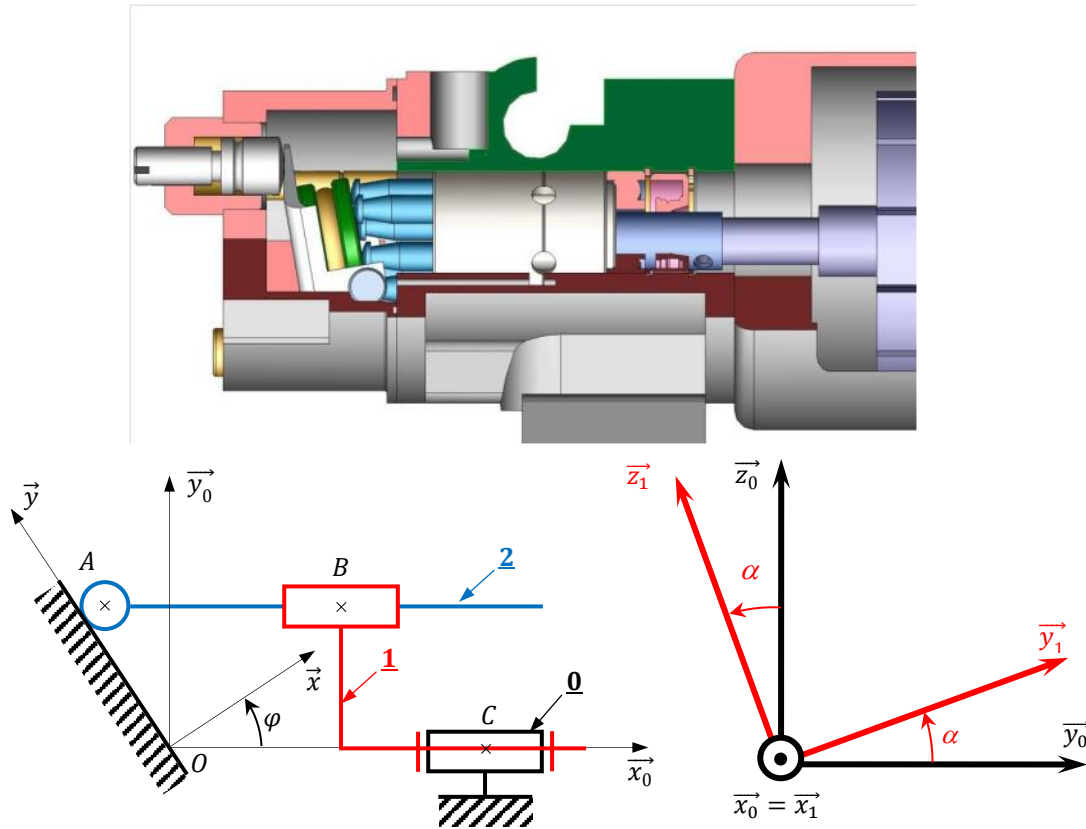 y⃗
y₀⃗
z₁⃗
z₀⃗
A
B
2
α
1
x⃗
0
y₁⃗
φ
C
α
O
x₀⃗
y₀⃗
x₀⃗ = x₁⃗